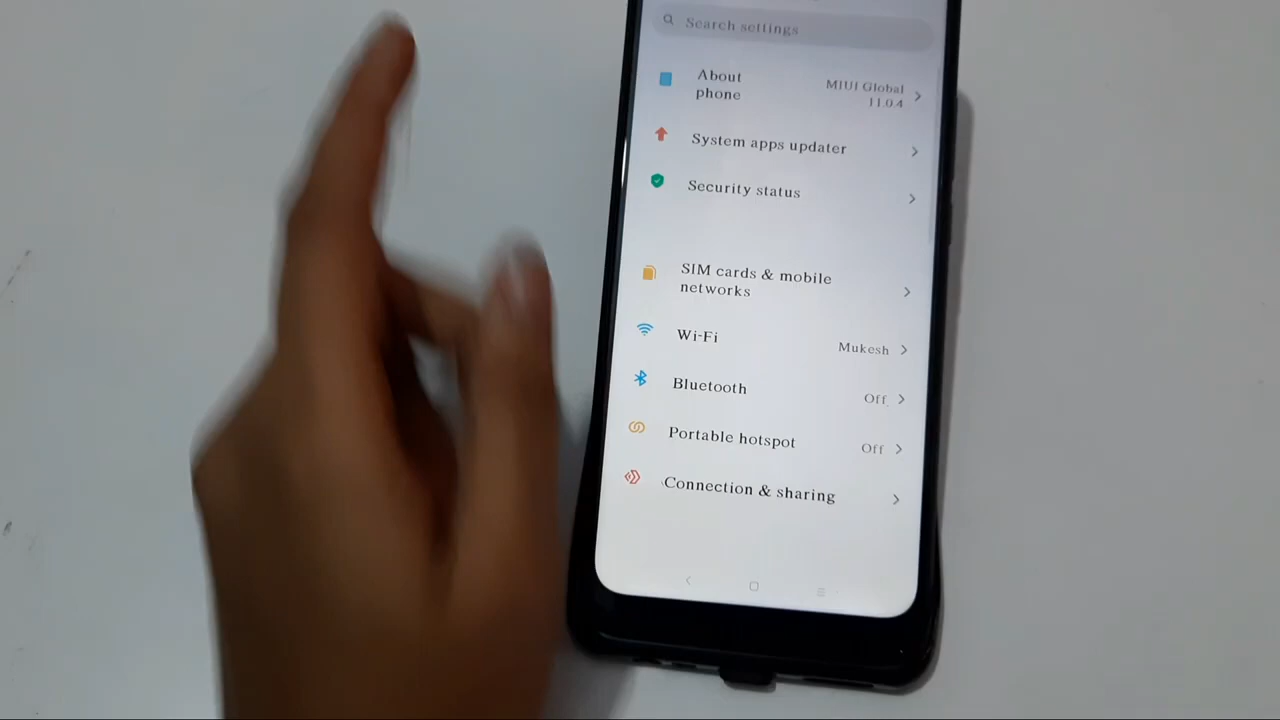 Search settings
About
phone
MIUI Global
11.0.4
System apps updater
Security status
SIM cards & mobile
networks
Wi-Fi
Mukesh
Bluetooth
Off
Portable hotspot
Off
Connection & sharing